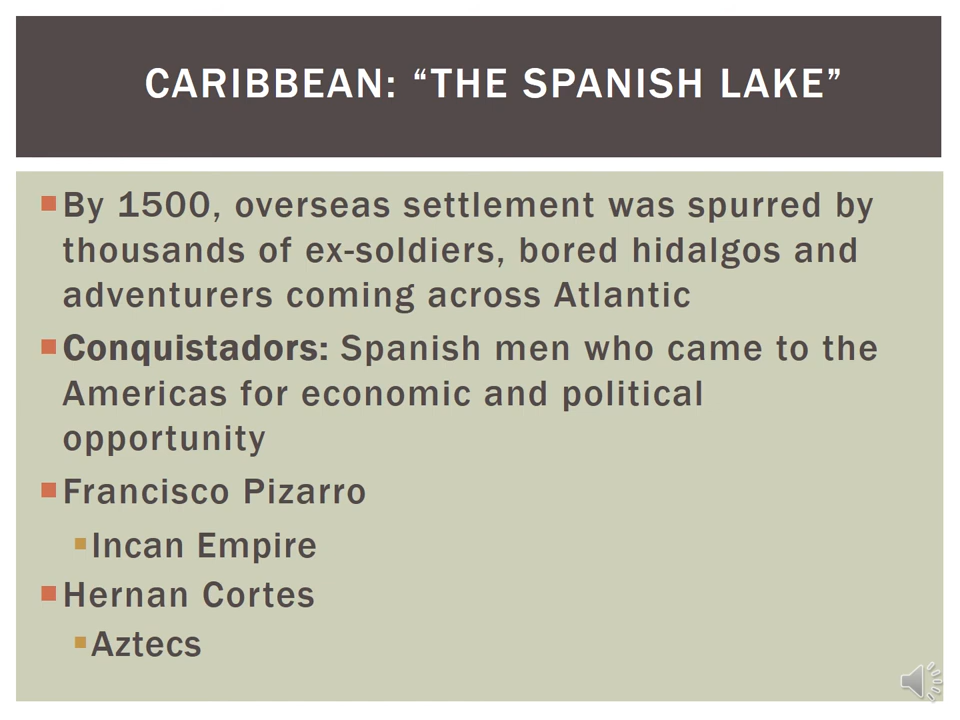 CARIBBEAN: “THE SPANISH LAKE”
By 1500, overseas settlement was spurred by
thousands of ex-soldiers, bored hidalgos and
adventurers coming across Atlantic
Conquistadors: Spanish men who came to the
Americas for economic and political
opportunity
Francisco Pizarro
Incan Empire
Hernan Cortes
Aztecs